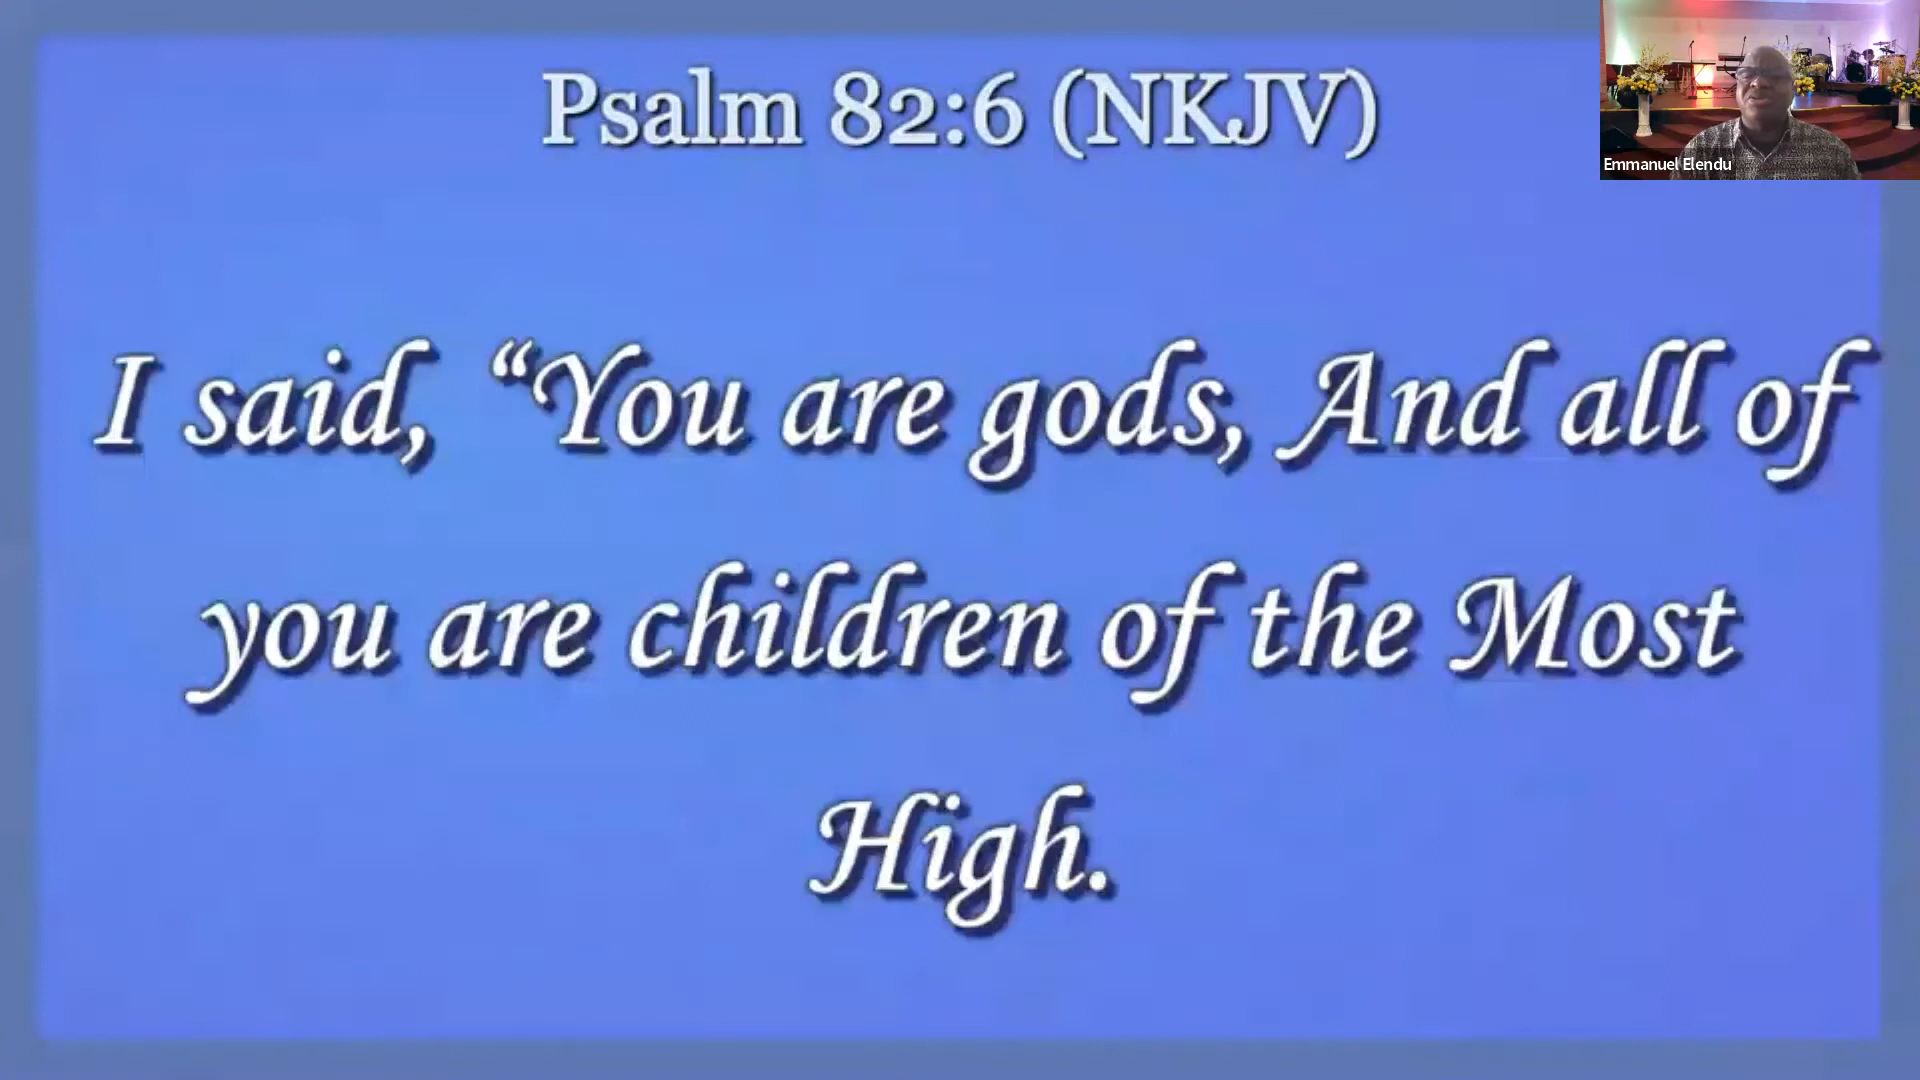 Psalm 82:6 (NKJV)
Emmanuel Elendu
I said, “You are gods, And all of
you are children of the Most
High.